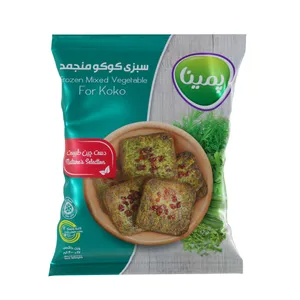 سبزی کوکو منجمد
Frozen Mixed Vegetable
For Koko
پمینا
دست چین طبیعت
Nature's Selection